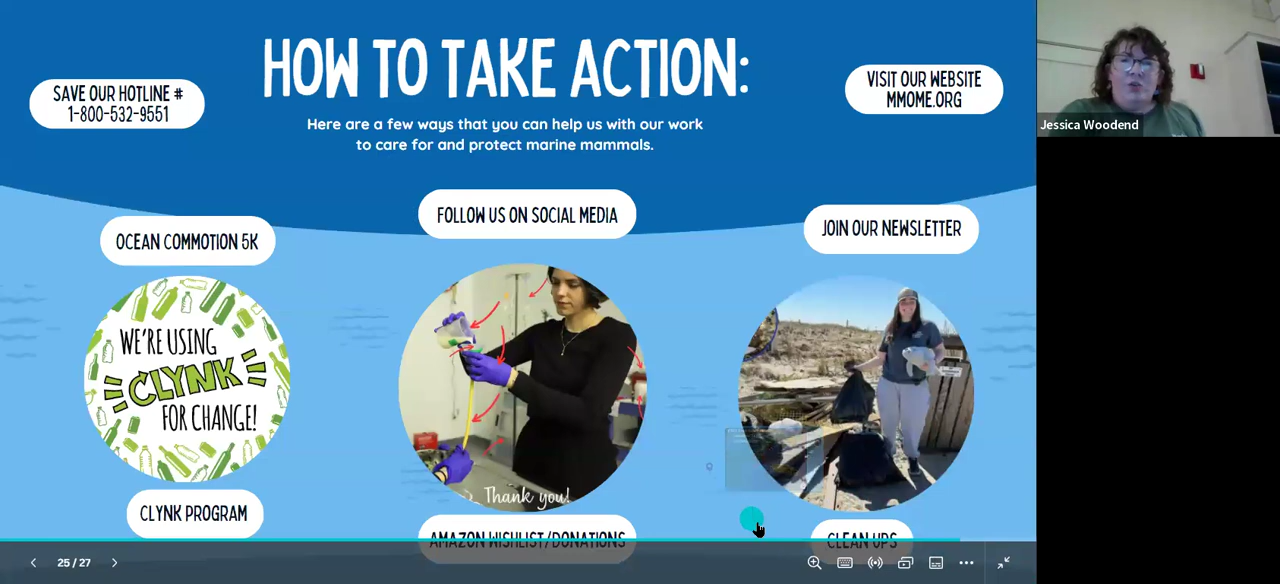 HOW TO TAKE ACTION:
SAVE OUR HOTLINE #
1-800-532-9551
VISIT OUR WEBSITE
MMOME.ORG
Here are a few ways that you can help us with our work
to care for and protect marine mammals.
Jessica Woodend
OCEAN COMMOTION 5K
FOLLOW US ON SOCIAL MEDIA
JOIN OUR NEWSLETTER
WE'RE USING
CLYNK
FOR CHANGE!
Thank you!
CLYNK PROGRAM
AMAZON WISHLIST/DONATIONS
CLEAN UPS
25 / 27